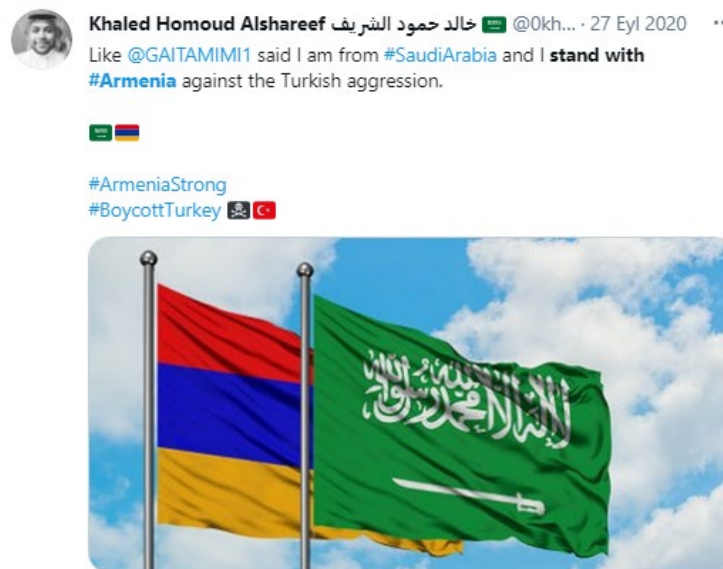 Khaled Homoud Alshareef خالد حمود الشريف @0kh... · 27 Eyl 2020
Like @GAITAMIMI1 said I am from #SaudiArabia and I stand with
#Armenia against the Turkish aggression.
#ArmeniaStrong
#BoycottTurkey
لا إله إلا الله محمد رسول الله